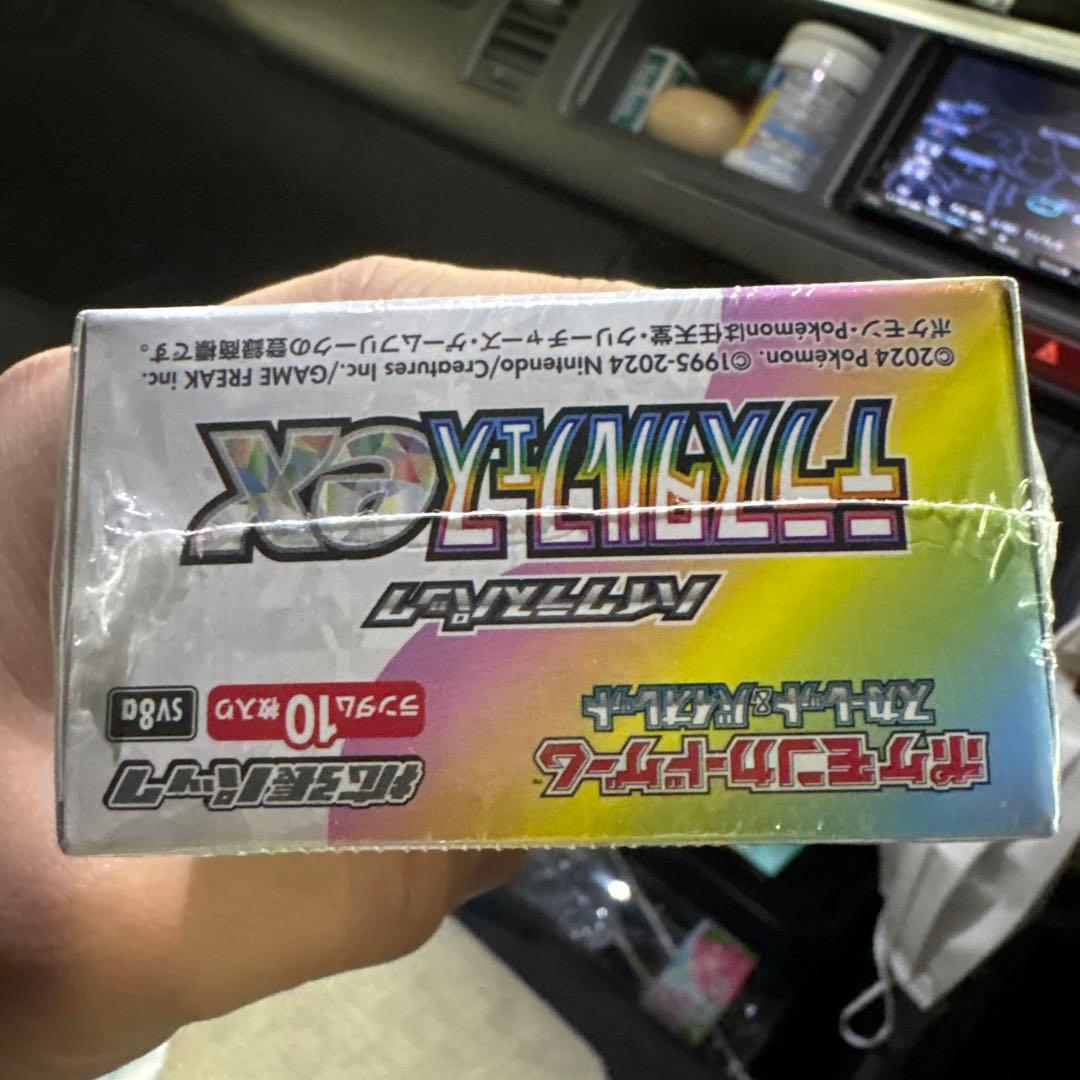 ポケモンカードゲーム™
スカーレット&バイオレット
拡張パック
ランダム10枚入り
SV8a
ハイクラスパック
テラスタルフェスex
©2024 Pokémon. ©1995-2024 Nintendo/Creatures Inc./GAME FREAK inc.
ポケモン・Pokémonは任天堂・クリーチャーズ・ゲームフリークの登録商標です。